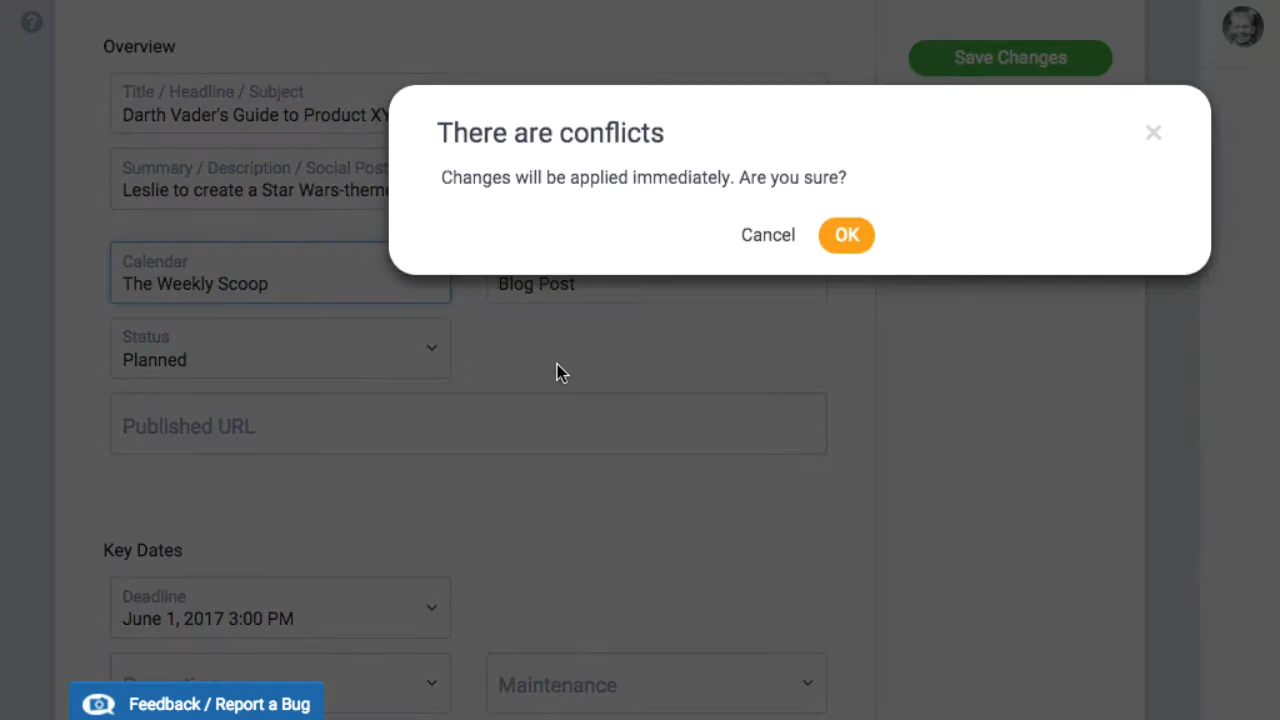 ?
Overview
Save Changes
Title / Headline / Subject
Darth Vader's Guide to Product XY
There are conflicts
Changes will be applied immediately. Are you sure?
Cancel
OK
Summary / Description / Social Post
Leslie to create a Star Wars-theme
Calendar
The Weekly Scoop
Blog Post
Status
Planned
Published URL
Key Dates
Deadline
June 1, 2017 3:00 PM
Maintenance
Feedback / Report a Bug